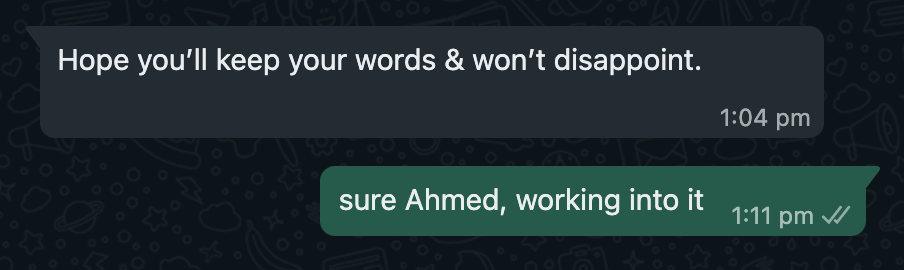 Hope you’ll keep your words & won’t disappoint.
1:04 pm
sure Ahmed, working into it
1:11 pm